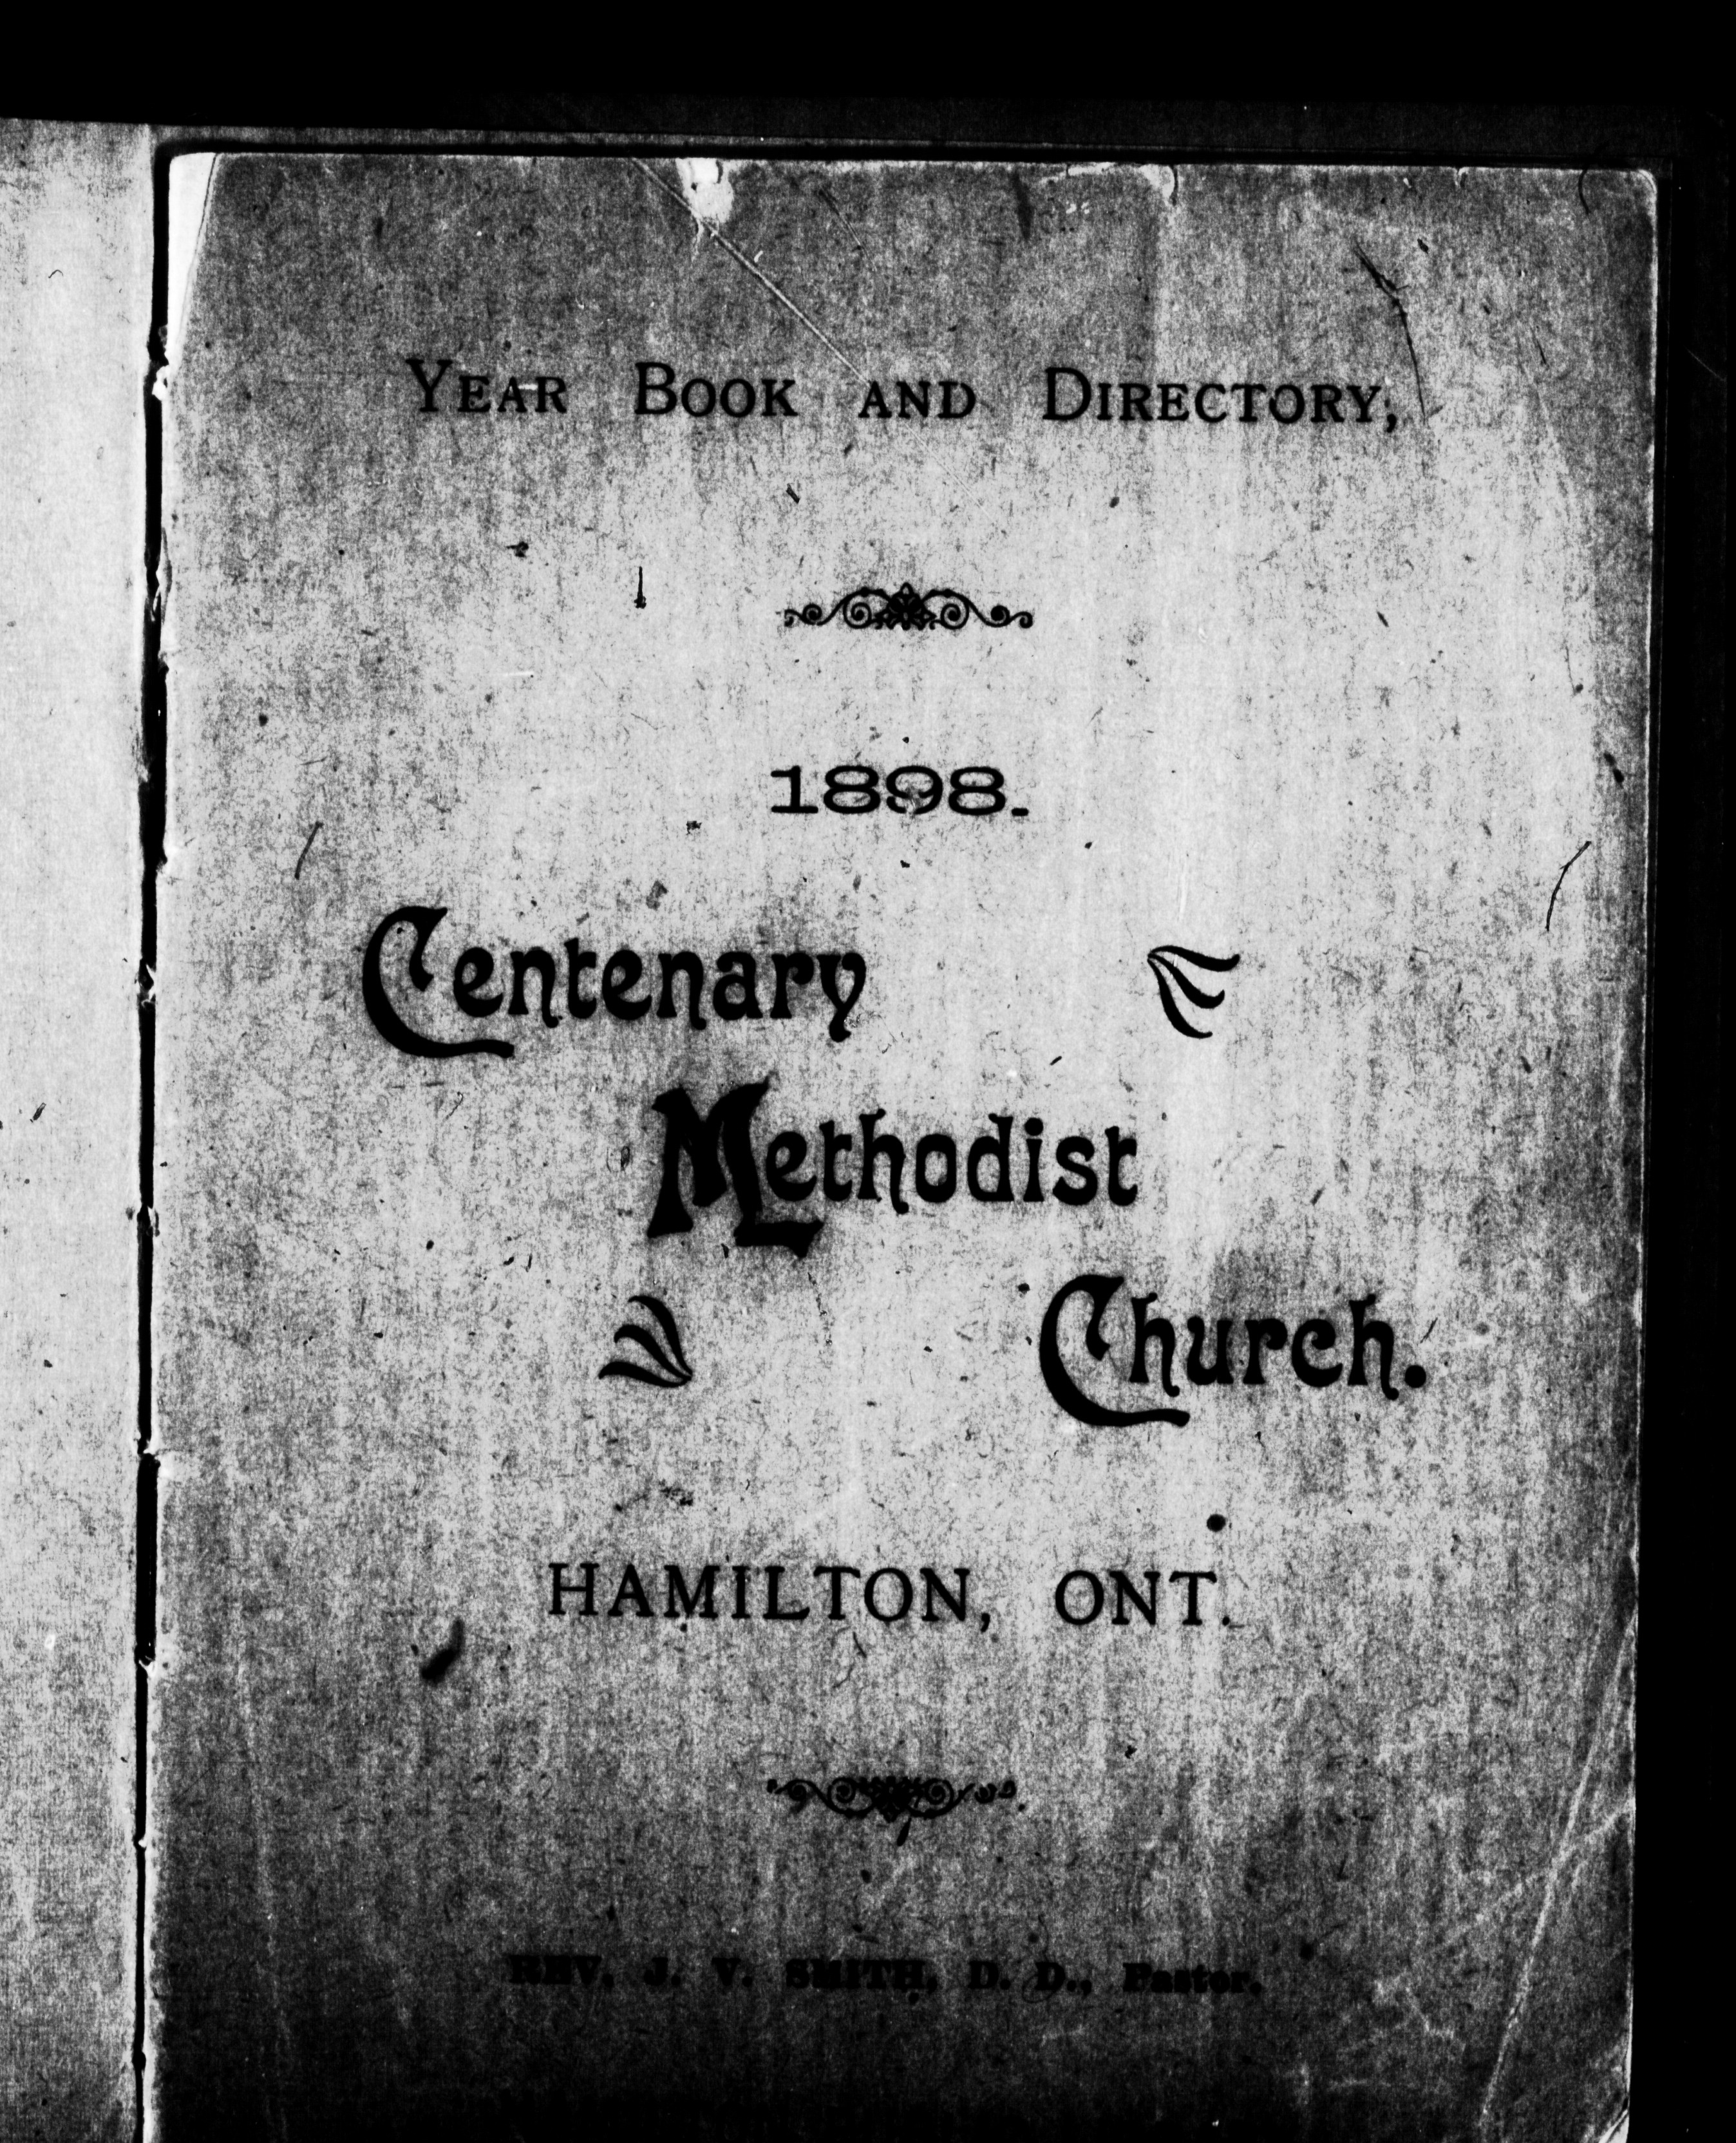 Year Book and Directory,
1898.
Centenary
Methodist
Church.
HAMILTON, ONT.
REV. J. V. SMITH, D. D., Pastor.